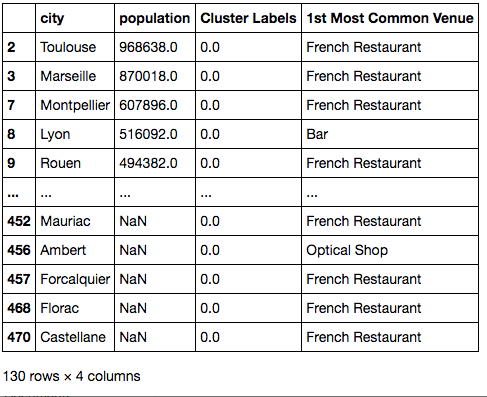 city population Cluster Labels 1st Most Common Venue
2 Toulouse 968638.0 0.0 French Restaurant
3 Marseille 870018.0 0.0 French Restaurant
7 Montpellier 607896.0 0.0 French Restaurant
8 Lyon 516092.0 0.0 Bar
9 Rouen 494382.0 0.0 French Restaurant
... ... ... ... ...
452 Mauriac NaN 0.0 French Restaurant
456 Ambert NaN 0.0 Optical Shop
457 Forcalquier NaN 0.0 French Restaurant
468 Florac NaN 0.0 French Restaurant
470 Castellane NaN 0.0 French Restaurant
130 rows × 4 columns